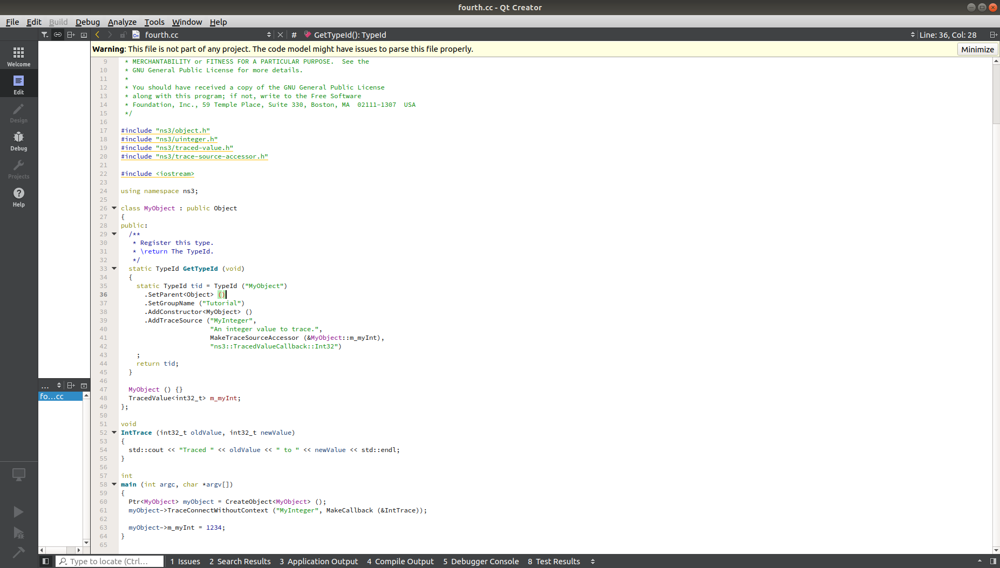 fourth.cc - Qt Creator
File Edit Build Debug Analyze Tools Window Help
fourth.cc # GetTypeId(): TypeId Line: 36, Col: 28
Warning: This file is not part of any project. The code model might have issues to parse this file properly. Minimize
Welcome
Edit
Design
Debug
Projects
Help
...
fo...cc
9 * MERCHANTABILITY or FITNESS FOR A PARTICULAR PURPOSE.  See the
10 * GNU General Public License for more details.
11 *
12 * You should have received a copy of the GNU General Public License
13 * along with this program; if not, write to the Free Software
14 * Foundation, Inc., 59 Temple Place, Suite 330, Boston, MA  02111-1307  USA
15 */
16
17 #include "ns3/object.h"
18 #include "ns3/uinteger.h"
19 #include "ns3/traced-value.h"
20 #include "ns3/trace-source-accessor.h"
21
22 #include <iostream>
23
24 using namespace ns3;
25
26 class MyObject : public Object
27 {
28 public:
29   /**
30    * Register this type.
31    * \return The TypeId.
32    */
33   static TypeId GetTypeId (void)
34   {
35     static TypeId tid = TypeId ("MyObject")
36       .SetParent<Object> ()
37       .SetGroupName ("Tutorial")
38       .AddConstructor<MyObject> ()
39       .AddTraceSource ("MyInteger",
40                        "An integer value to trace.",
41                        MakeTraceSourceAccessor (&MyObject::m_myInt),
42                        "ns3::TracedValueCallback::Int32")
43     ;
44     return tid;
45   }
46
47   MyObject () {}
48   TracedValue<int32_t> m_myInt;
49 };
50
51 void
52 IntTrace (int32_t oldValue, int32_t newValue)
53 {
54   std::cout << "Traced " << oldValue << " to " << newValue << std::endl;
55 }
56
57 int
58 main (int argc, char *argv[])
59 {
60   Ptr<MyObject> myObject = CreateObject<MyObject> ();
61   myObject->TraceConnectWithoutContext ("MyInteger", MakeCallback (&IntTrace));
62
63   myObject->m_myInt = 1234;
64 }
65
Type to locate (Ctrl... 1 Issues 2 Search Results 3 Application Output 4 Compile Output 5 Debugger Console 8 Test Results